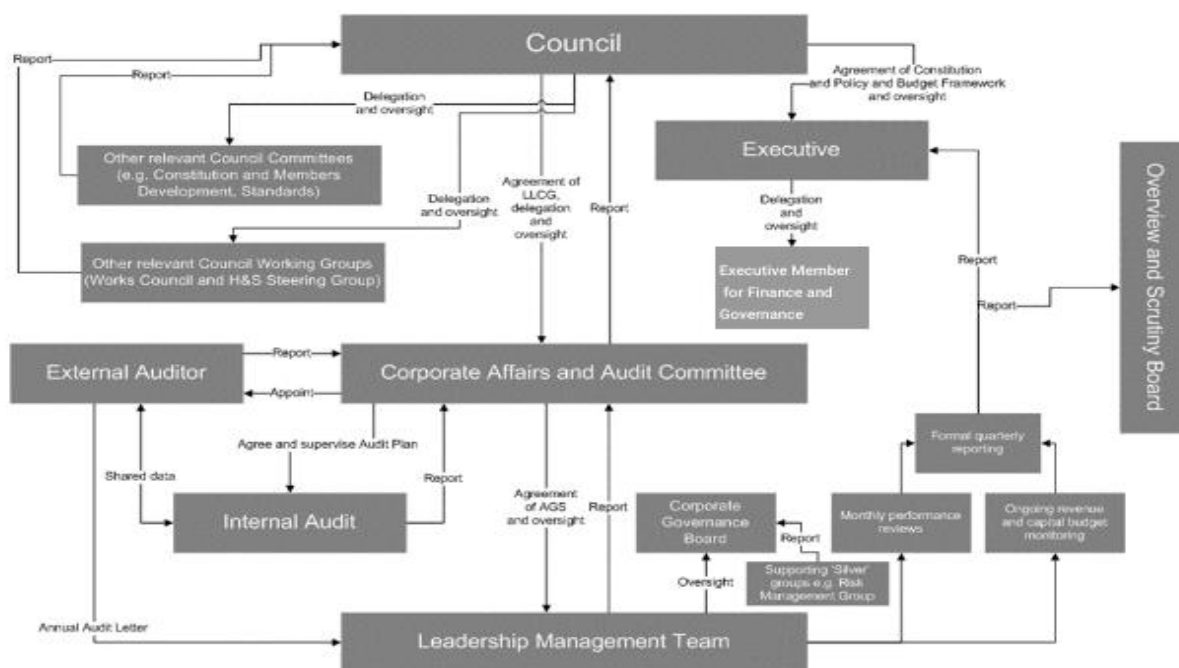 Council
Report
Report
Agreement of Constitution
and Policy and Budget Framework
and oversight
Delegation
and oversight
Executive
Other relevant Council Committees
(e.g. Constitution and Members
Development, Standards)
Delegation
and oversight
Agreement of
LLCG,
delegation
and
oversight
Report
Delegation
and
oversight
Overview and Scrutiny Board
Other relevant Council Working Groups
(Works Council and H&S Steering Group)
Executive Member
for Finance and
Governance
Report
Report
External Auditor
Report
Appoint
Corporate Affairs and Audit Committee
Agree and supervise Audit Plan
Shared data
Report
Internal Audit
Agreement
of AGS
and oversight
Report
Formal quarterly
reporting
Corporate
Governance
Board
Monthly performance
reviews
Ongoing revenue
and capital budget
monitoring
Report
Supporting 'Silver'
groups e.g. Risk
Management Group
Oversight
Annual Audit Letter
Leadership Management Team